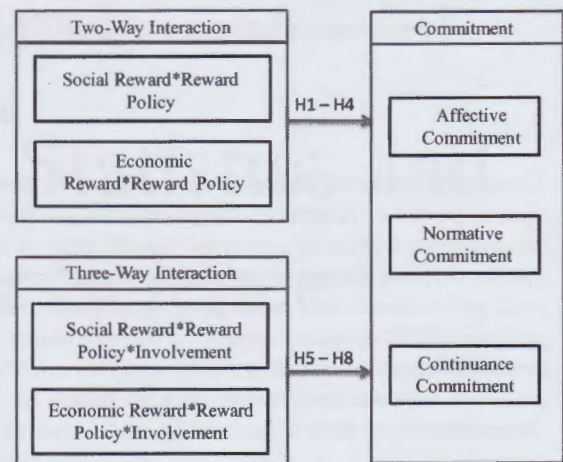 Two-Way Interaction
Social Reward*Reward
Policy
Economic
Reward*Reward Policy
H1 – H4
Three-Way Interaction
Social Reward*Reward
Policy*Involvement
Economic Reward*Reward
Policy*Involvement
H5 – H8
Commitment
Affective
Commitment
Normative
Commitment
Continuance
Commitment